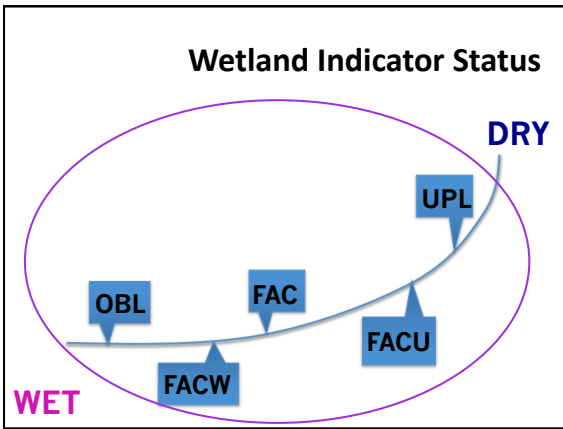 Wetland Indicator Status
DRY
UPL
OBL
FAC
FACW
FACU
WET